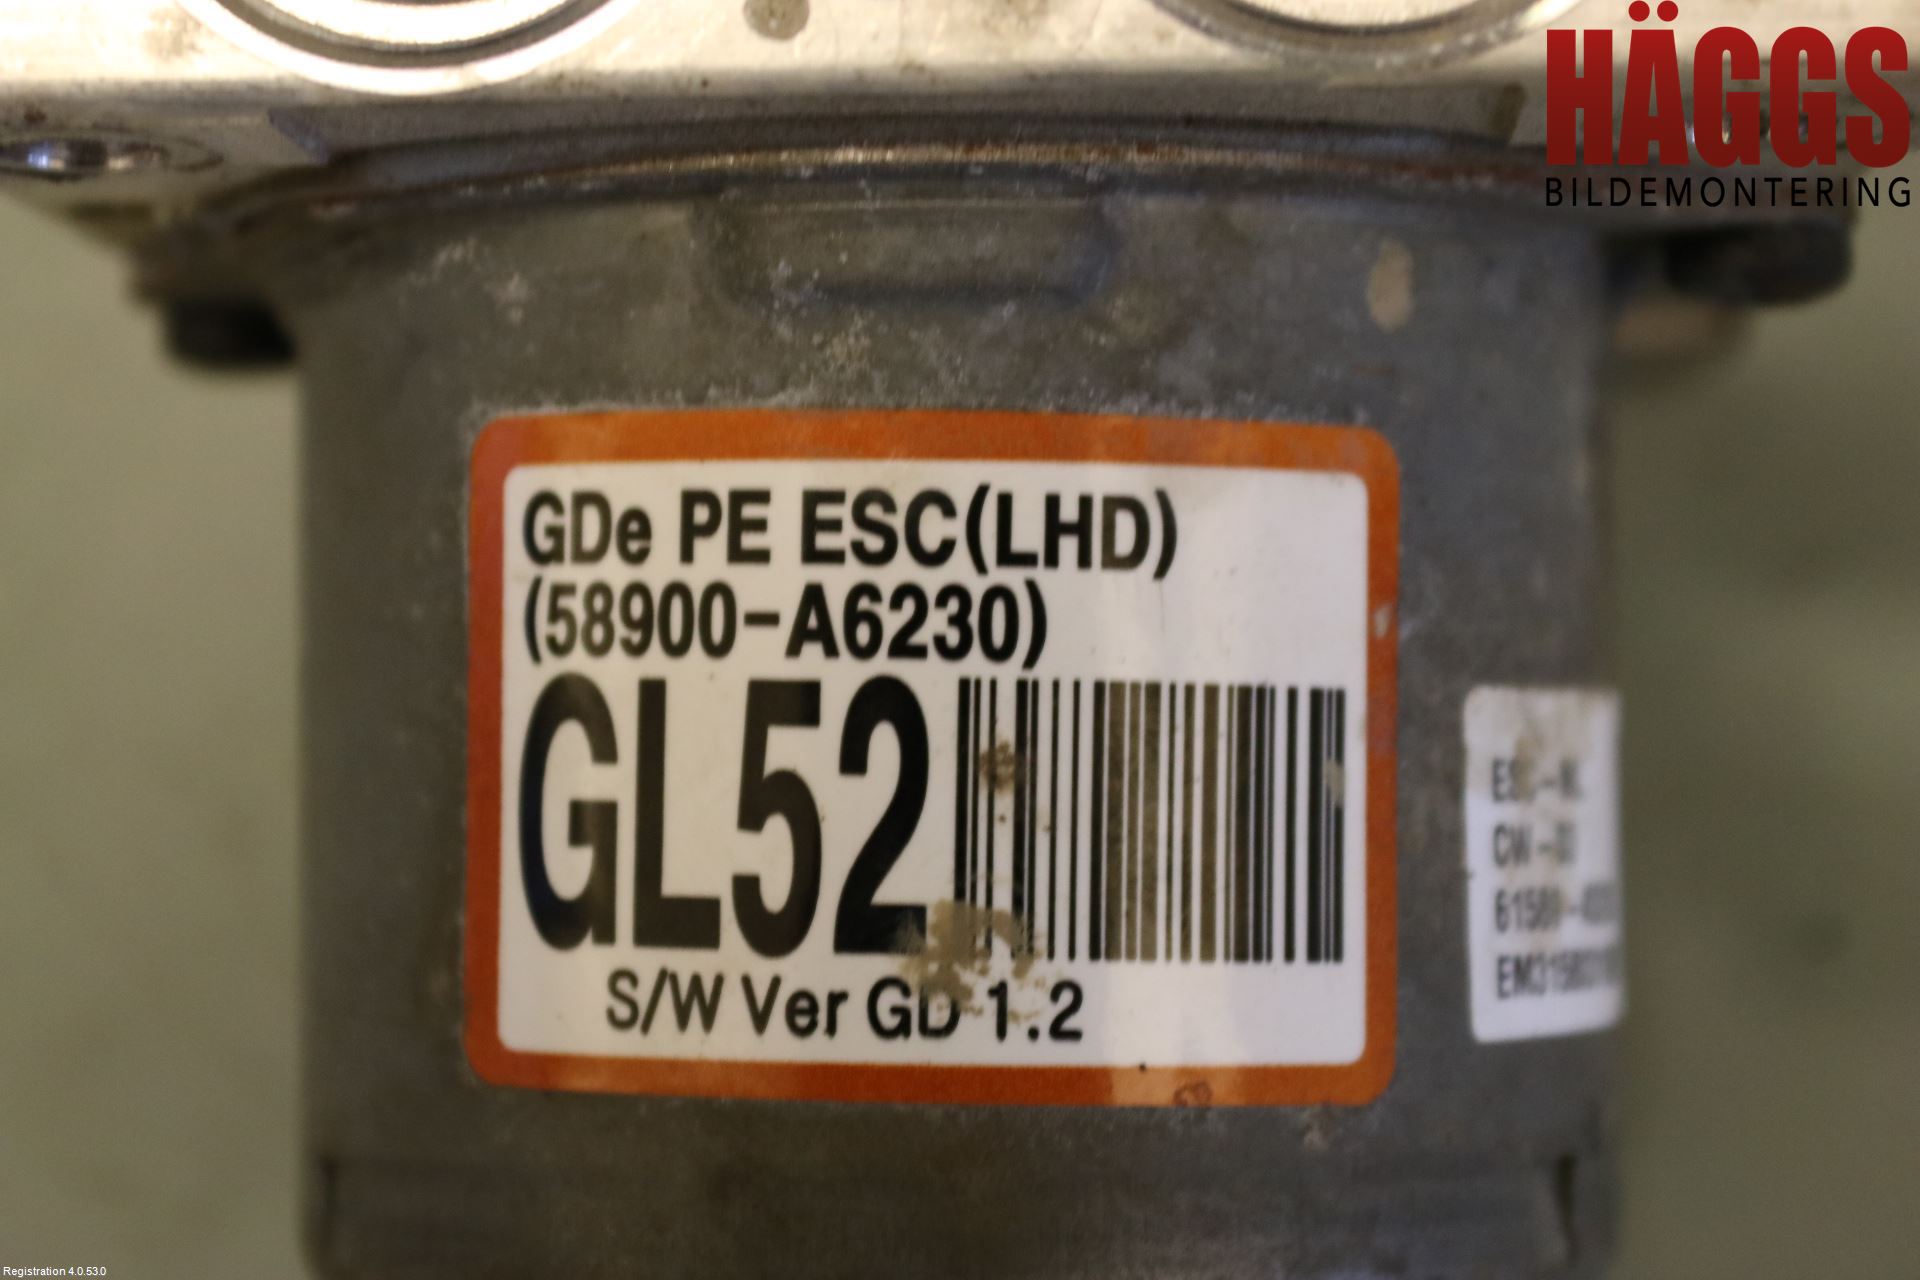 HÄGGS
BILDEMONTERING
GDe PE ESC(LHD)
(58900-A6230)
GL52
S/W Ver GD 1.2
Registration 4.0.53.0